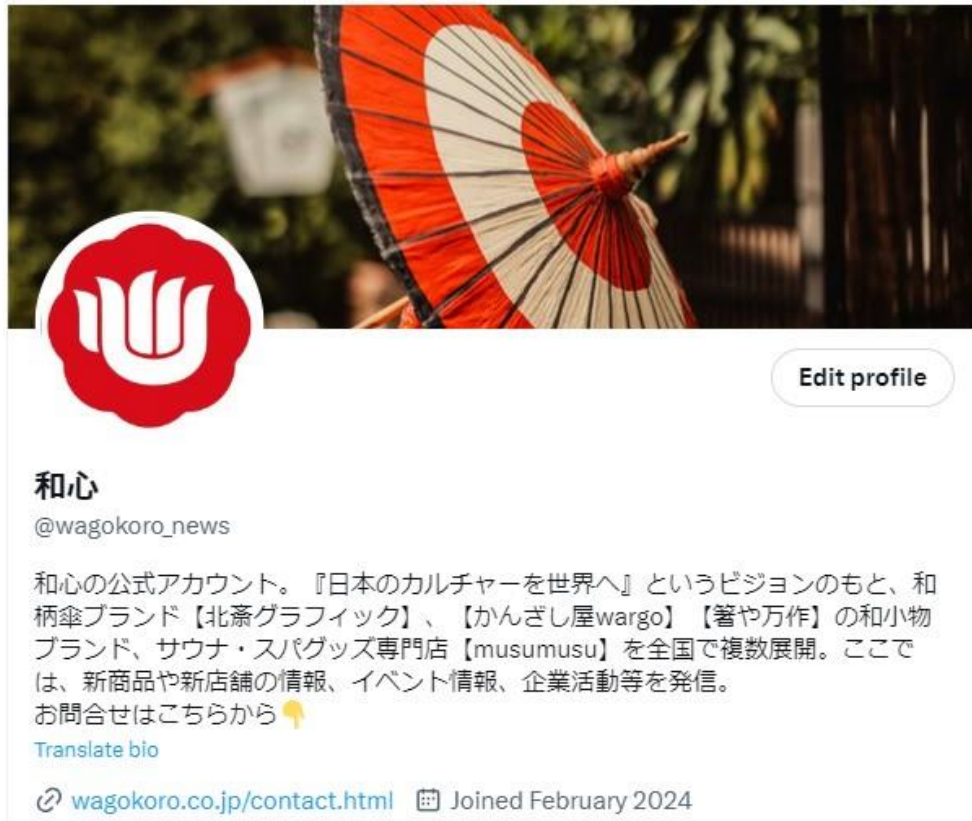 Edit profile
和心
@wagokoro_news
和心の公式アカウント。『日本のカルチャーを世界へ』というビジョンのもと、和
柄傘ブランド【北斎グラフィック】、【かんざし屋wargo】【箸や万作】の和小物
ブランド、サウナ・スパグッズ専門店【musumusu】を全国で複数展開。ここで
は、新商品や新店舗の情報、イベント情報、企業活動等を発信。
お問合せはこちらから👇
Translate bio
wagokoro.co.jp/contact.html Joined February 2024